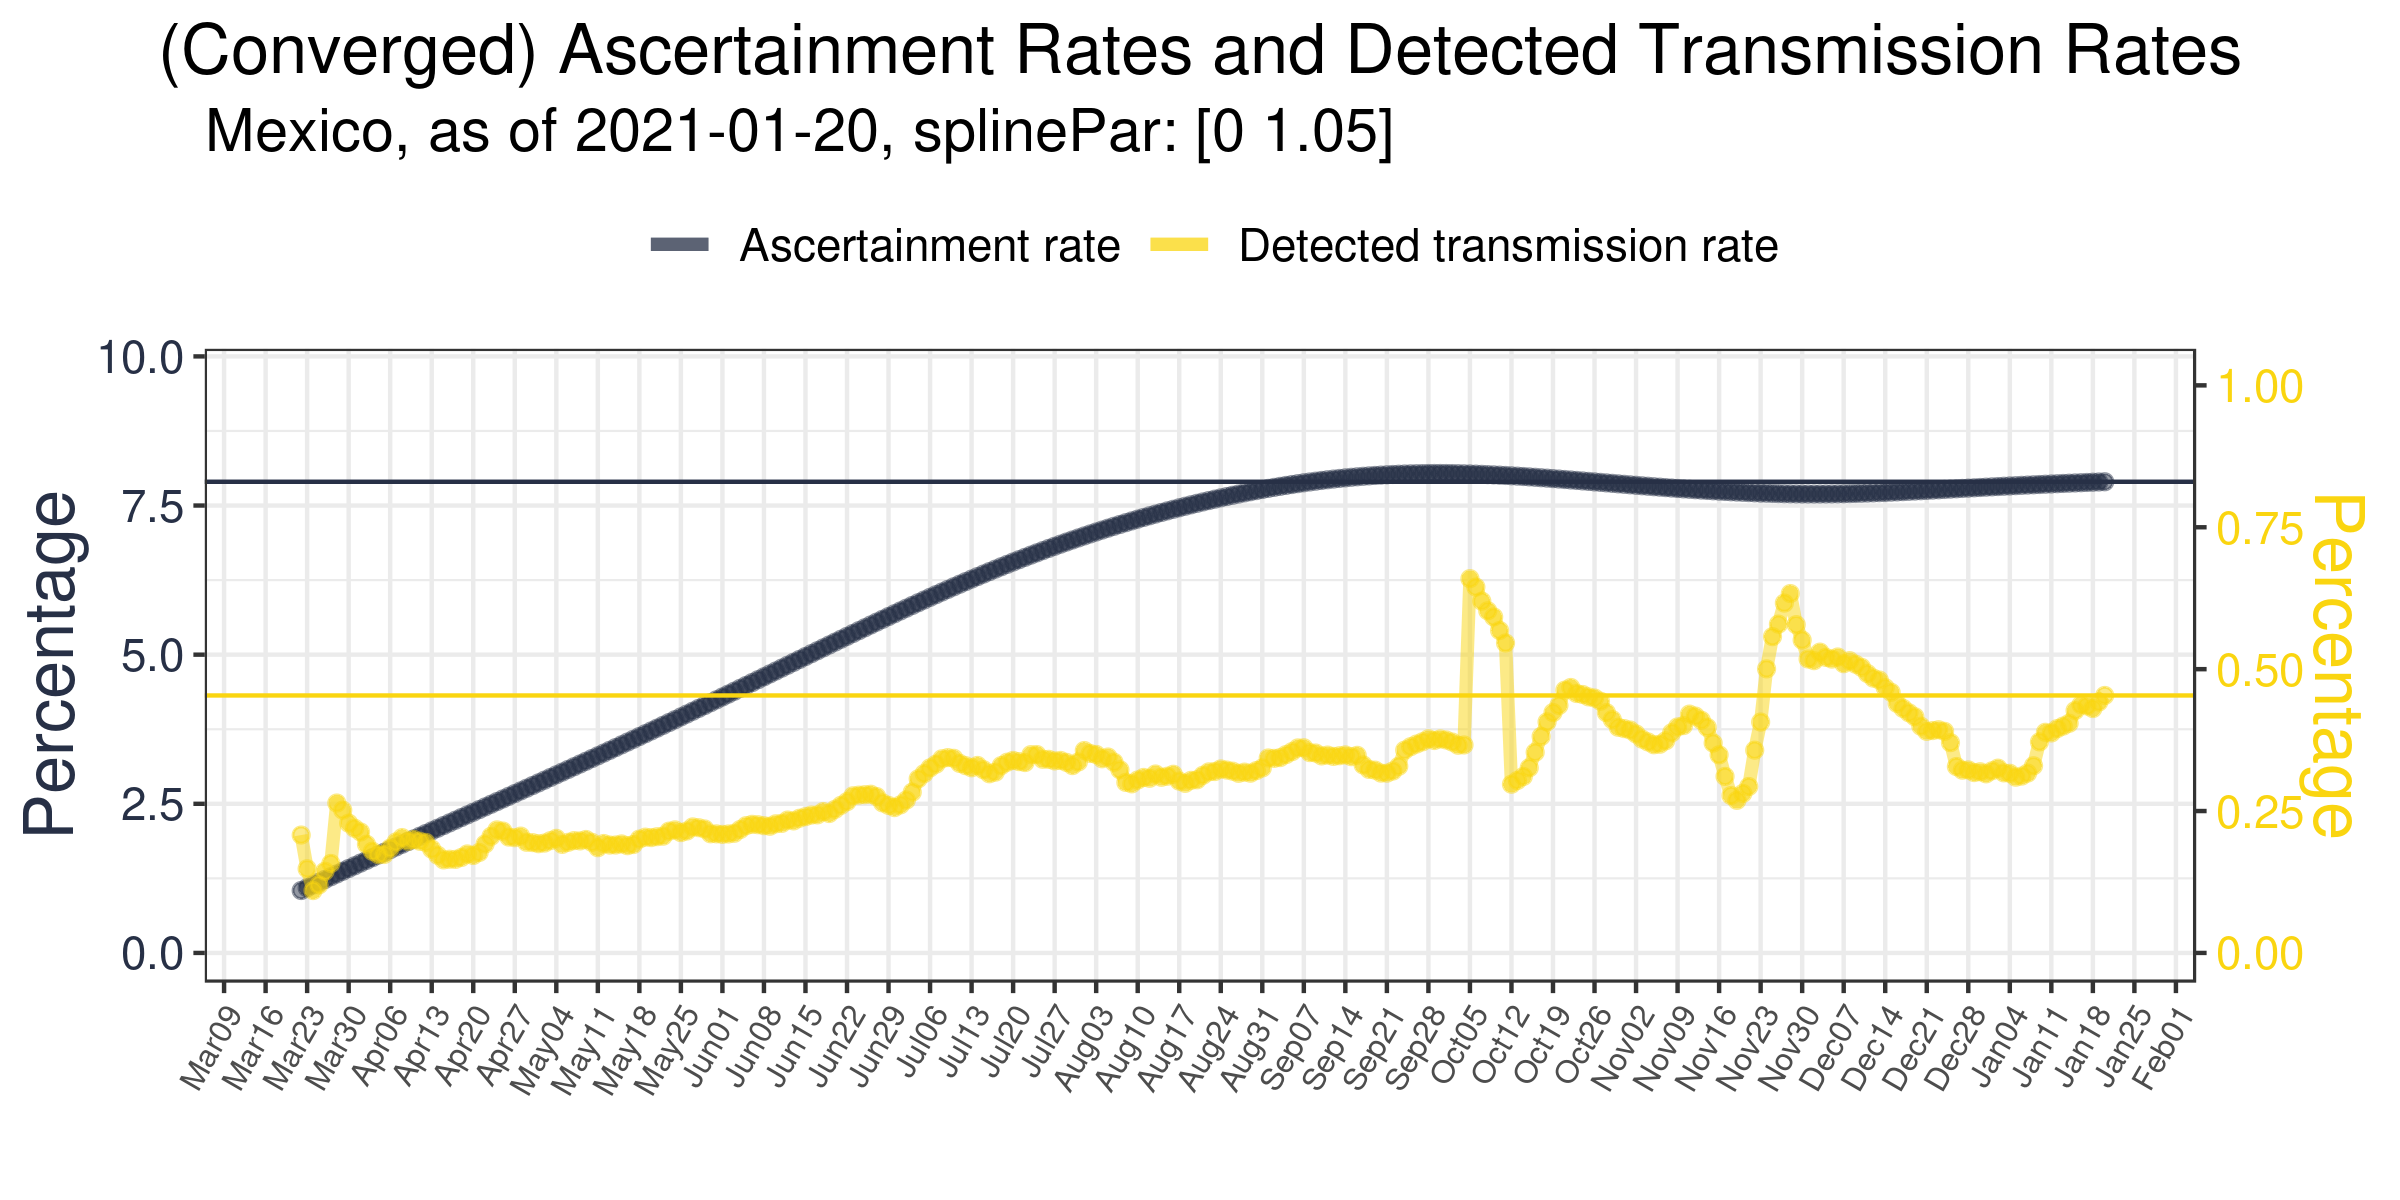 (Converged) Ascertainment Rates and Detected Transmission Rates
Mexico, as of 2021-01-20, splinePar: [0 1.05]
Ascertainment rate Detected transmission rate
Percentage
10.0
7.5
5.0
2.5
0.0
1.00
0.75
0.50
0.25
0.00
Percentage
Mar09 Mar16 Mar23 Mar30 Apr06 Apr13 Apr20 Apr27 May04 May11 May18 May25 Jun01 Jun08 Jun15 Jun22 Jun29 Jul06 Jul13 Jul20 Jul27 Aug03 Aug10 Aug17 Aug24 Aug31 Sep07 Sep14 Sep21 Sep28 Oct05 Oct12 Oct19 Oct26 Nov02 Nov09 Nov16 Nov23 Nov30 Dec07 Dec14 Dec21 Dec28 Jan04 Jan11 Jan18 Jan25 Feb01